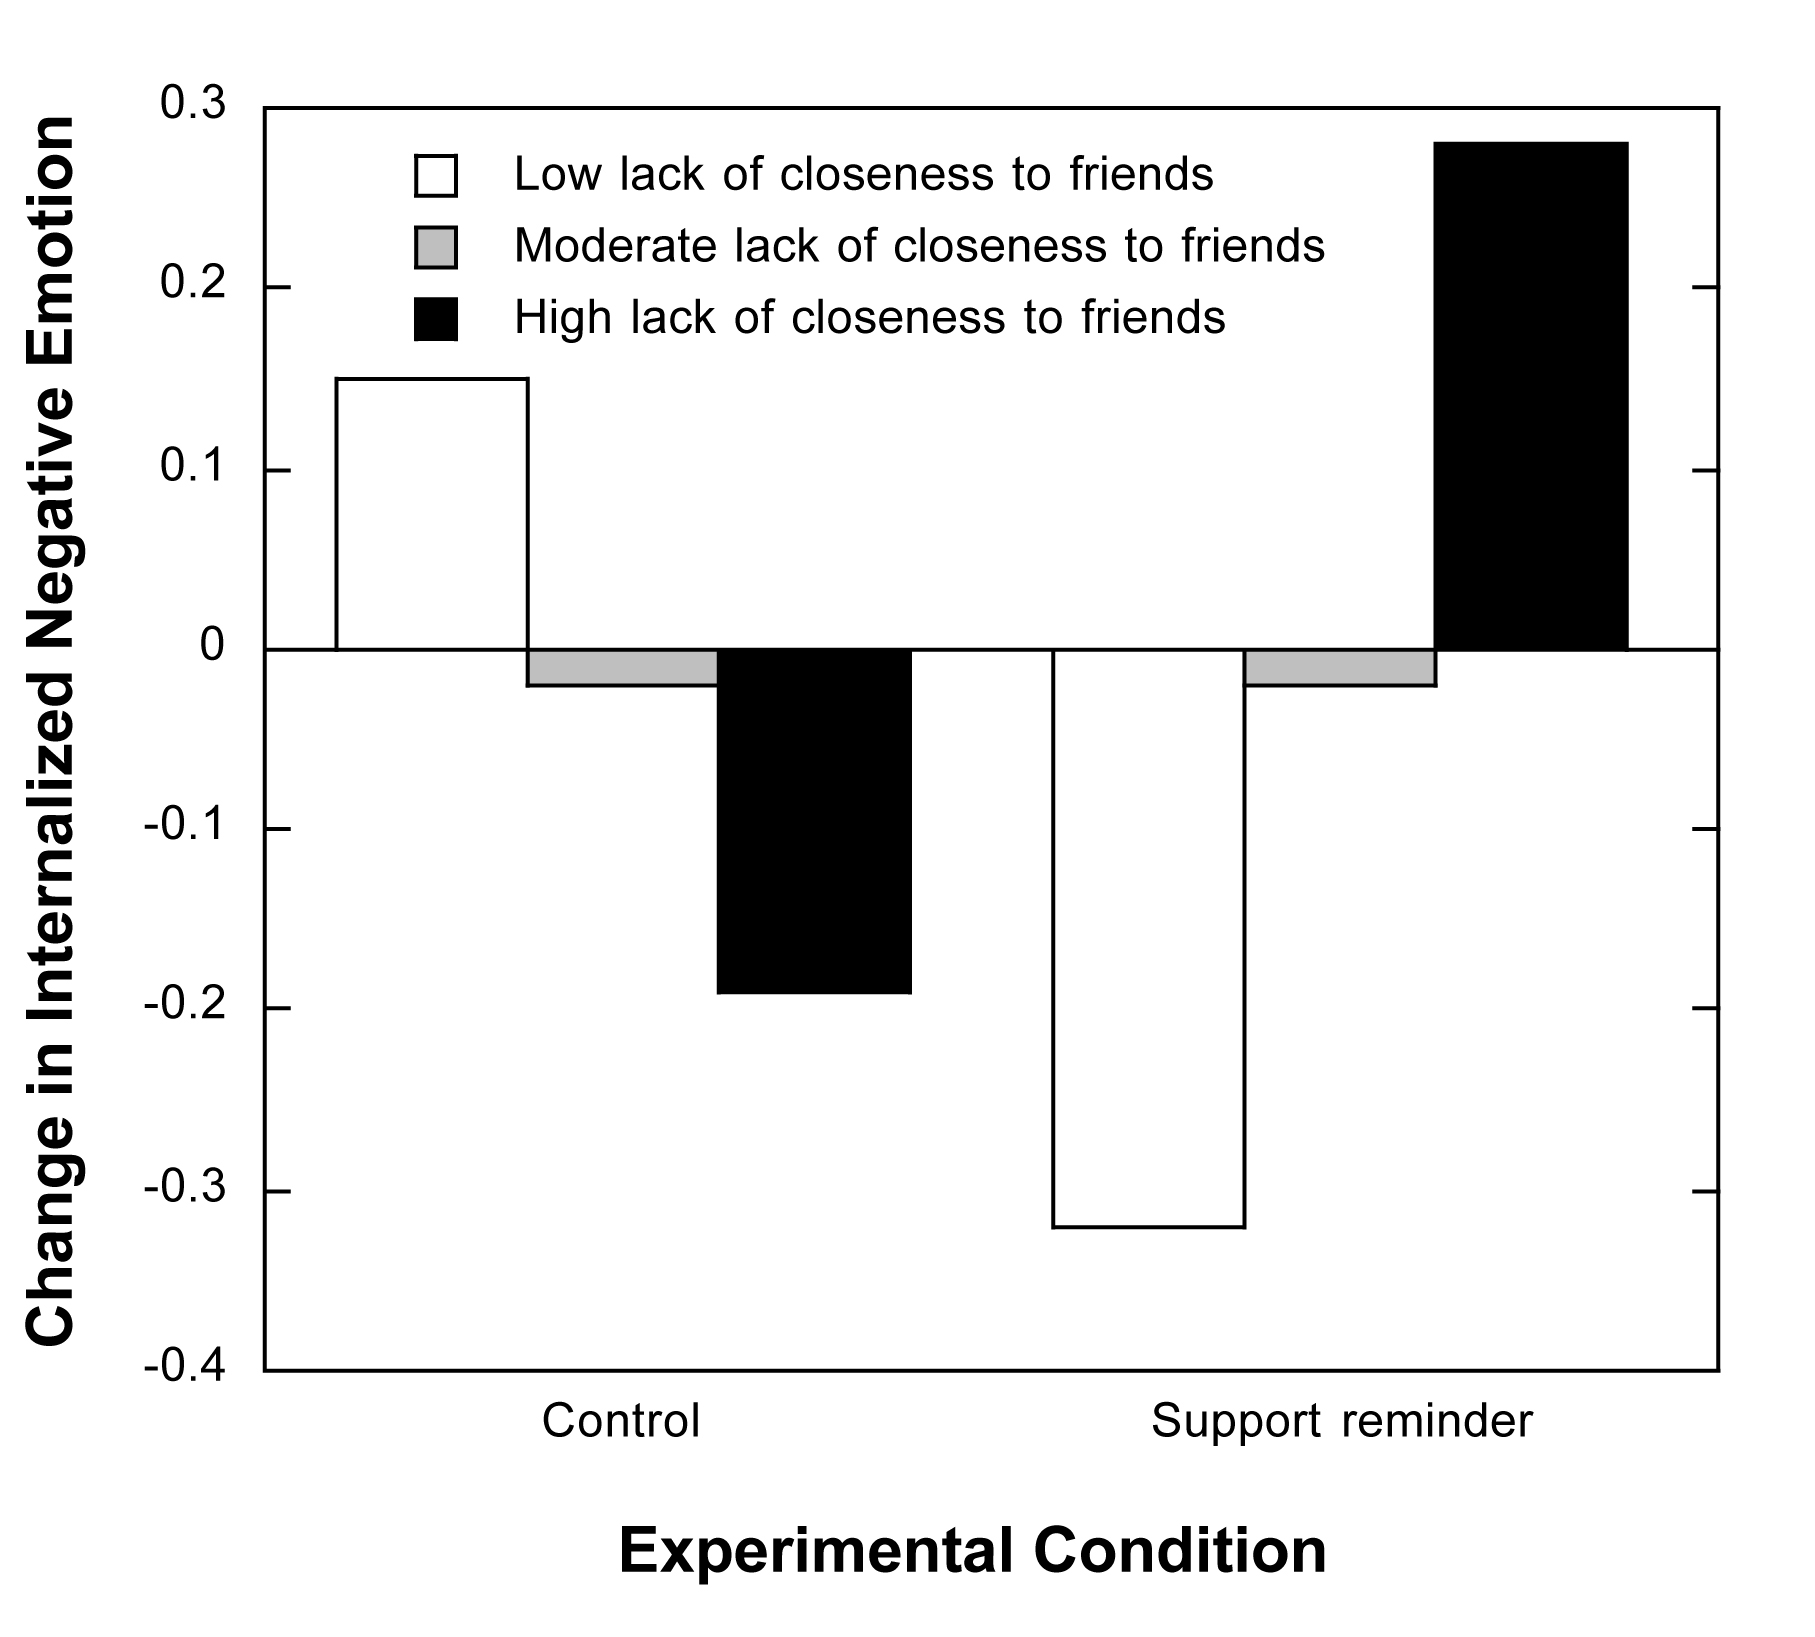 Change in Internalized Negative Emotion
0.3
0.2
0.1
0
-0.1
-0.2
-0.3
-0.4
Low lack of closeness to friends
Moderate lack of closeness to friends
High lack of closeness to friends
Control
Support reminder
Experimental Condition